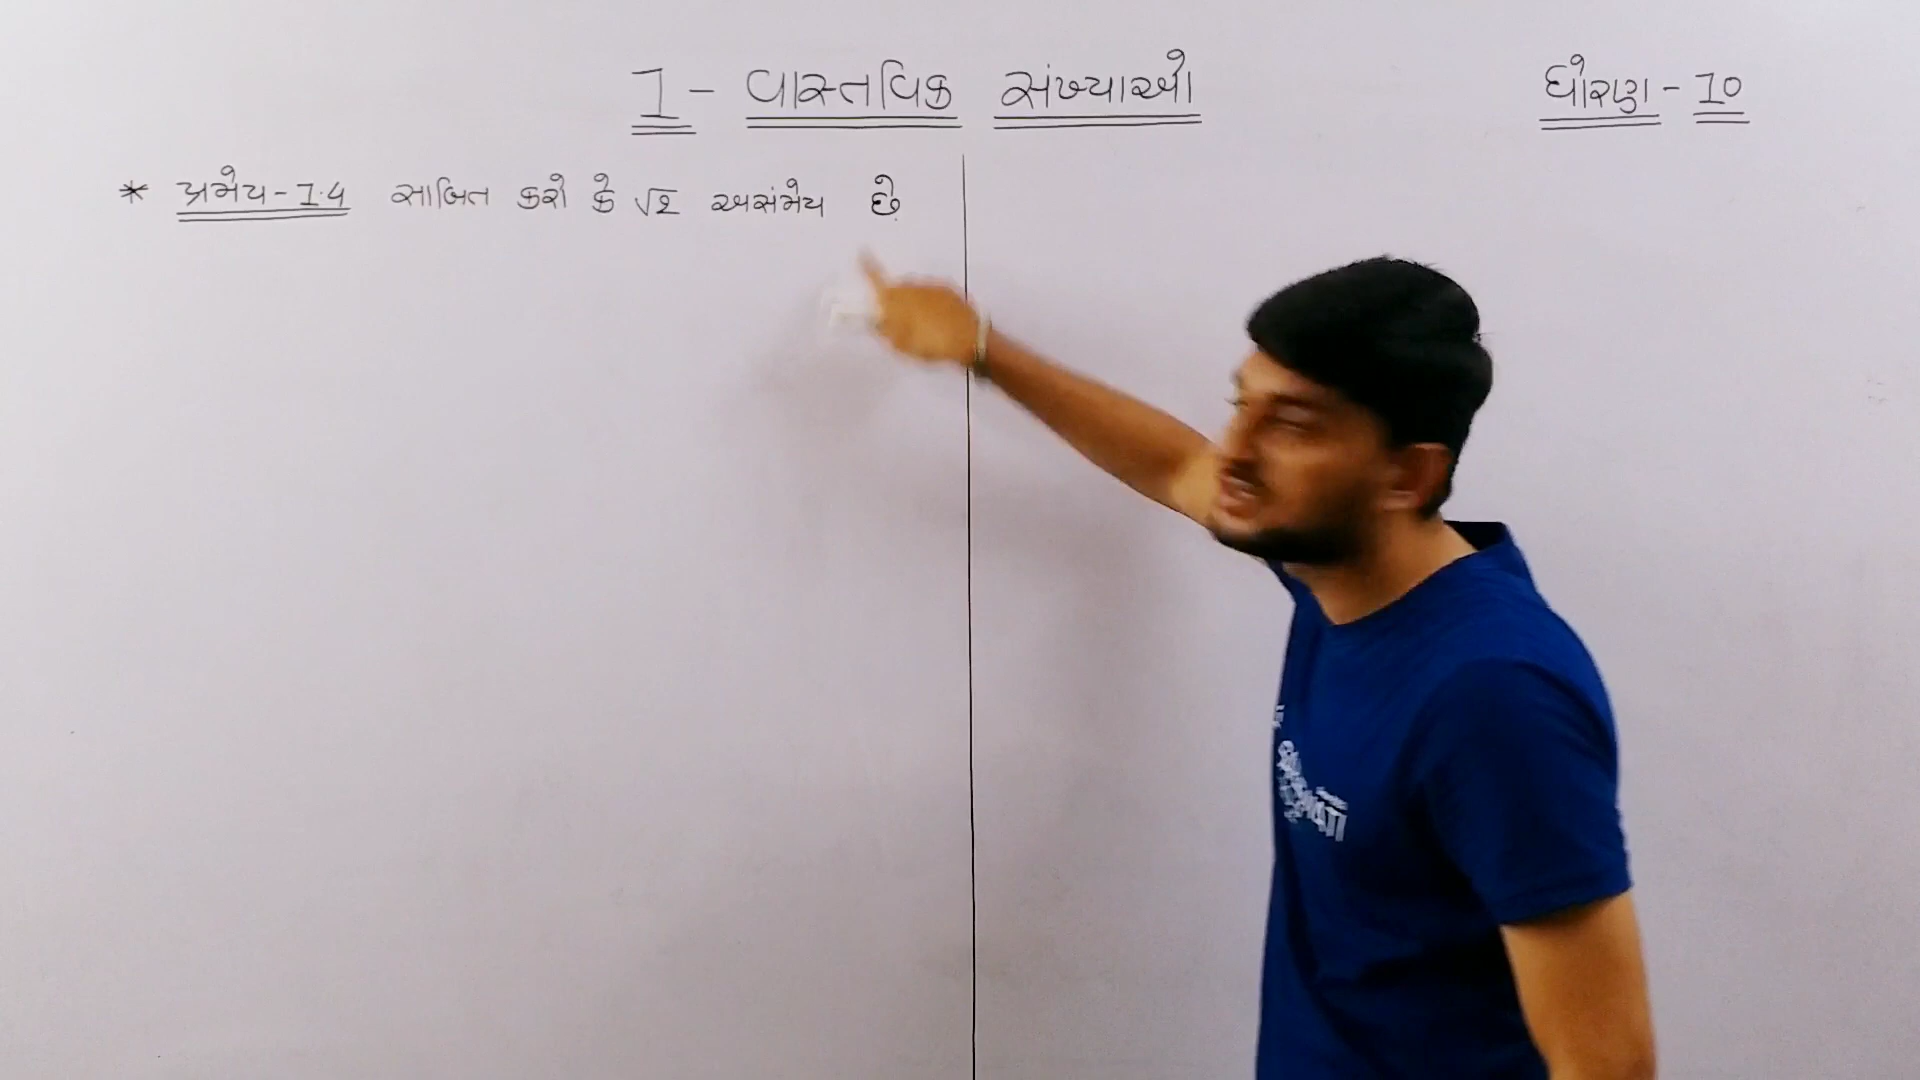 1 - વાસ્તવિક સંખ્યાઓ
ધોરણ - 10
* પ્રમેય - 1.4 સાબિત કરો કે √2 અસંમેય છે.